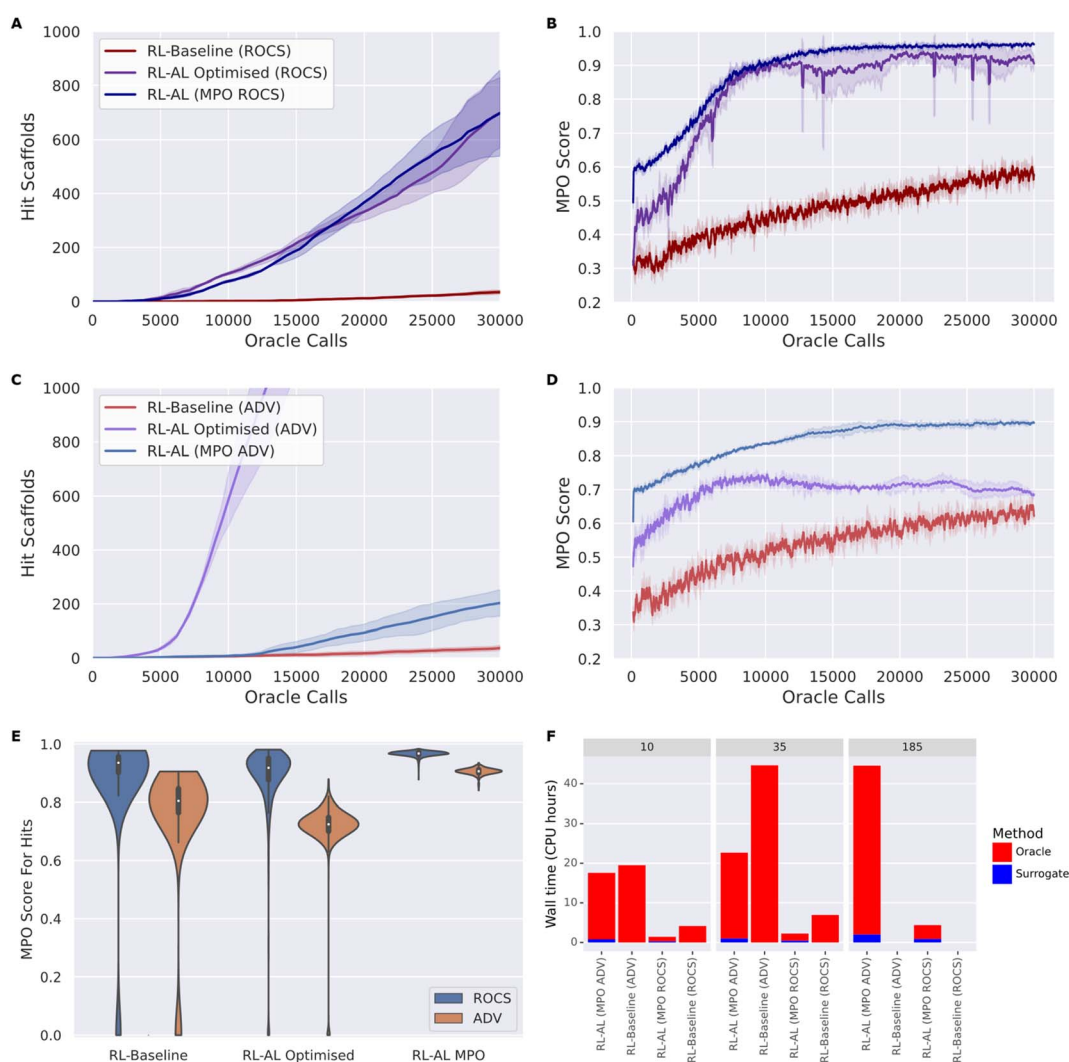 A
1000
800
600
400
200
0
Hit Scaffolds
RL-Baseline (ROCS)
RL-AL Optimised (ROCS)
RL-AL (MPO ROCS)
0 5000 10000 15000 20000 25000 30000
Oracle Calls
B
1.0
0.9
0.8
0.7
0.6
0.5
0.4
0.3
0.2
MPO Score
0 5000 10000 15000 20000 25000 30000
Oracle Calls
C
1000
800
600
400
200
0
Hit Scaffolds
RL-Baseline (ADV)
RL-AL Optimised (ADV)
RL-AL (MPO ADV)
0 5000 10000 15000 20000 25000 30000
Oracle Calls
D
1.0
0.9
0.8
0.7
0.6
0.5
0.4
0.3
0.2
MPO Score
0 5000 10000 15000 20000 25000 30000
Oracle Calls
E
1.0
0.8
0.6
0.4
0.2
0.0
MPO Score For Hits
ROCS
ADV
RL-Baseline RL-AL Optimised RL-AL MPO
F
10 35 185
40
30
20
10
0
Wall time (CPU hours)
Method
Oracle
Surrogate
RL-AL (MPO ADV)
RL-Baseline (ADV)
RL-AL (MPO ROCS)
RL-Baseline (ROCS)
RL-AL (MPO ADV)
RL-Baseline (ADV)
RL-AL (MPO ROCS)
RL-Baseline (ROCS)
RL-AL (MPO ADV)
RL-Baseline (ADV)
RL-AL (MPO ROCS)
RL-Baseline (ROCS)